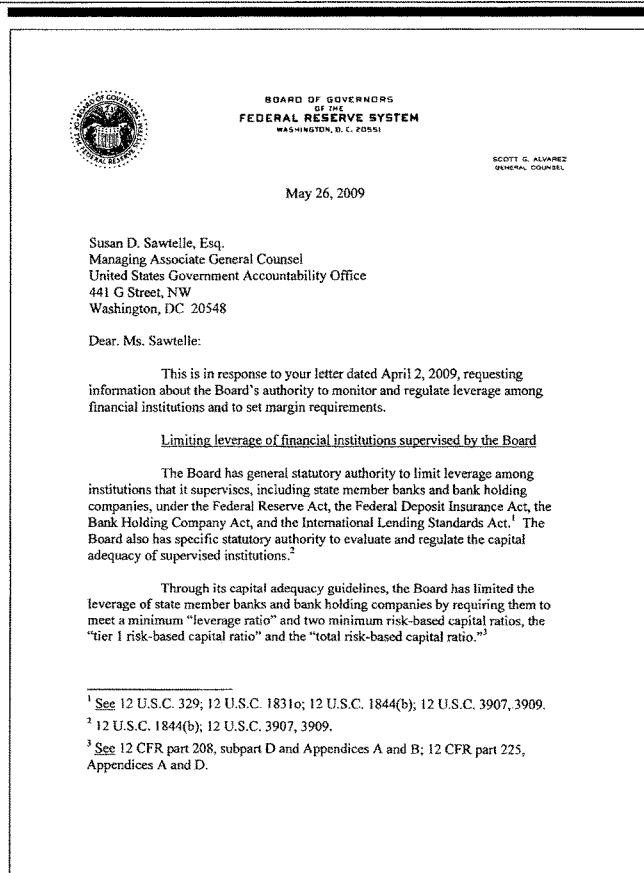 BOARD OF GOVERNORS
OF THE
FEDERAL RESERVE SYSTEM
WASHINGTON, D. C. 20551
SCOTT G. ALVAREZ
GENERAL COUNSEL
May 26, 2009
Susan D. Sawtelle, Esq.
Managing Associate General Counsel
United States Government Accountability Office
441 G Street, NW
Washington, DC 20548
Dear. Ms. Sawtelle:
This is in response to your letter dated April 2, 2009, requesting
information about the Board's authority to monitor and regulate leverage among
financial institutions and to set margin requirements.
Limiting leverage of financial institutions supervised by the Board
The Board has general statutory authority to limit leverage among
institutions that it supervises, including state member banks and bank holding
companies, under the Federal Reserve Act, the Federal Deposit Insurance Act, the
Bank Holding Company Act, and the International Lending Standards Act.1 The
Board also has specific statutory authority to evaluate and regulate the capital
adequacy of supervised institutions.2
Through its capital adequacy guidelines, the Board has limited the
leverage of state member banks and bank holding companies by requiring them to
meet a minimum "leverage ratio" and two minimum risk-based capital ratios, the
"tier 1 risk-based capital ratio" and the "total risk-based capital ratio."3
1 See 12 U.S.C. 329; 12 U.S.C. 1831o; 12 U.S.C. 1844(b); 12 U.S.C. 3907, 3909.
2 12 U.S.C. 1844(b); 12 U.S.C. 3907, 3909.
3 See 12 CFR part 208, subpart D and Appendices A and B; 12 CFR part 225,
Appendices A and D.